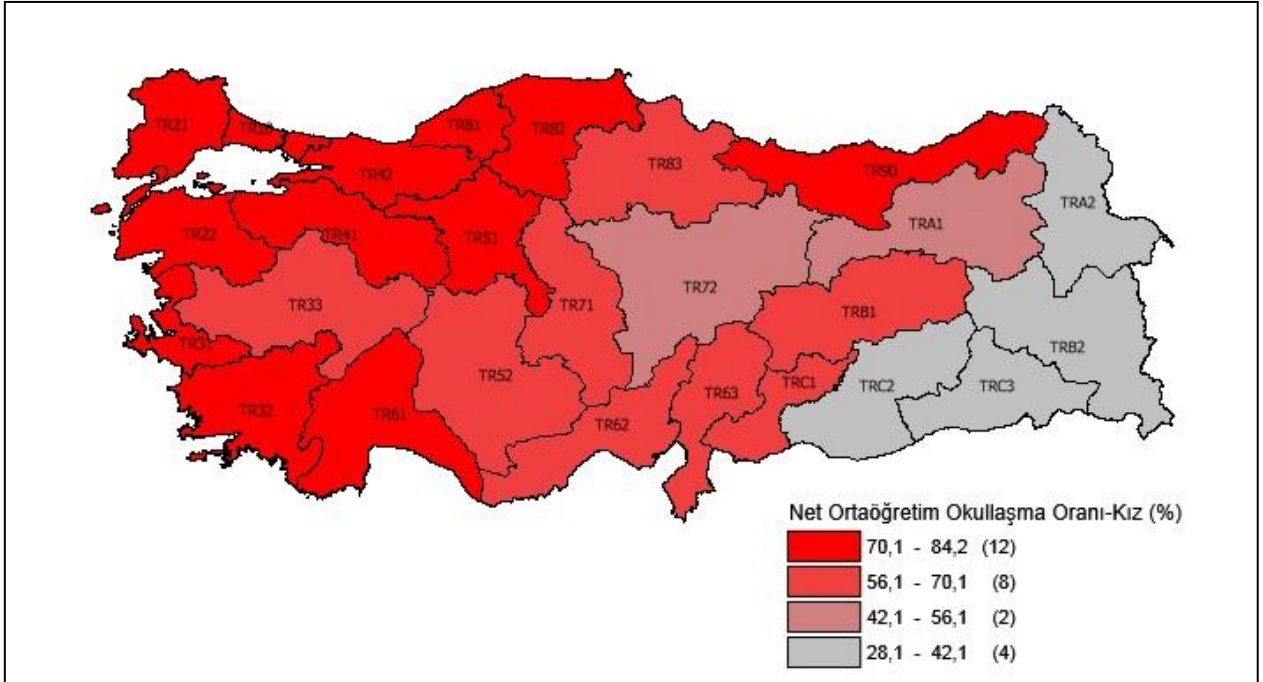 TR21
TR10
TR81
TR82
TR42
TR83
TR90
TRA2
TRA1
TR22
TR41
TR51
TR72
TR33
TR71
TRB1
TR31
TRB2
TR52
TRC1
TRC2
TRC3
TR63
TR32
TR61
TR62
Net Ortaöğretim Okullaşma Oranı-Kız (%)
70,1 - 84,2 (12)
56,1 - 70,1 (8)
42,1 - 56,1 (2)
28,1 - 42,1 (4)